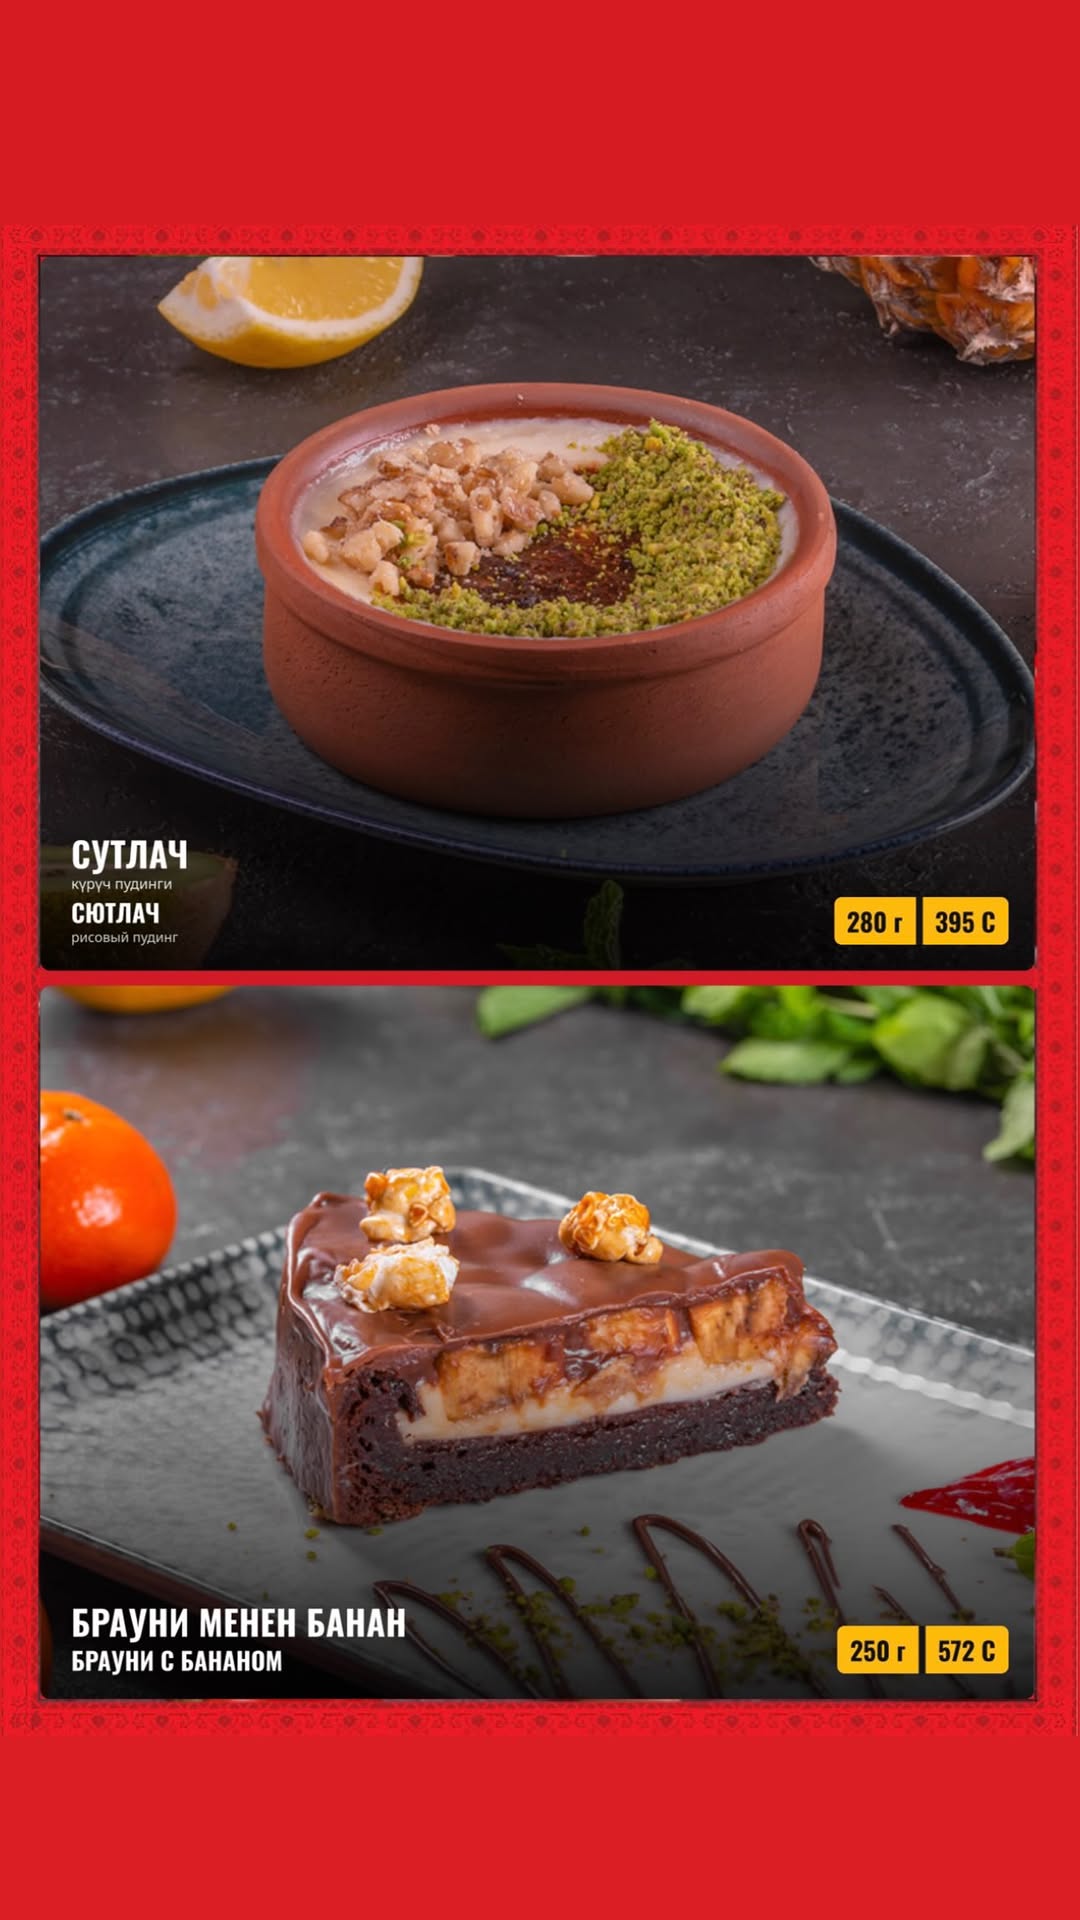 СУТЛАЧ
күрүч пудинги
СЮТЛАЧ
рисовый пудинг
280 г 395 С
БРАУНИ МЕНЕН БАНАН
БРАУНИ С БАНАНОМ
250 г 572 С